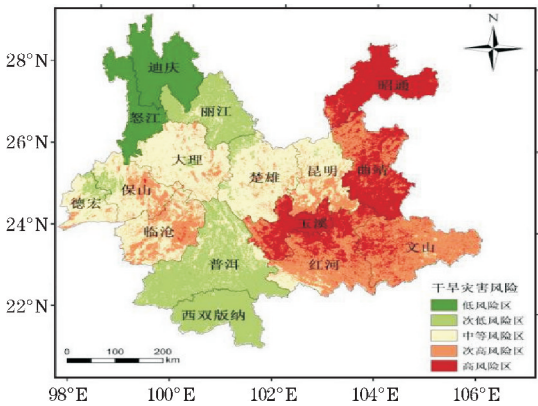 N
28°N
26°N
24°N
22°N
迪庆
怒江
丽江
昭通
大理
楚雄
昆明
曲靖
德宏
保山
临沧
玉溪
普洱
红河
文山
西双版纳
干旱灾害风险
低风险区
次低风险区
中等风险区
次高风险区
高风险区
0 100 200
km
98°E 100°E 102°E 104°E 106°E